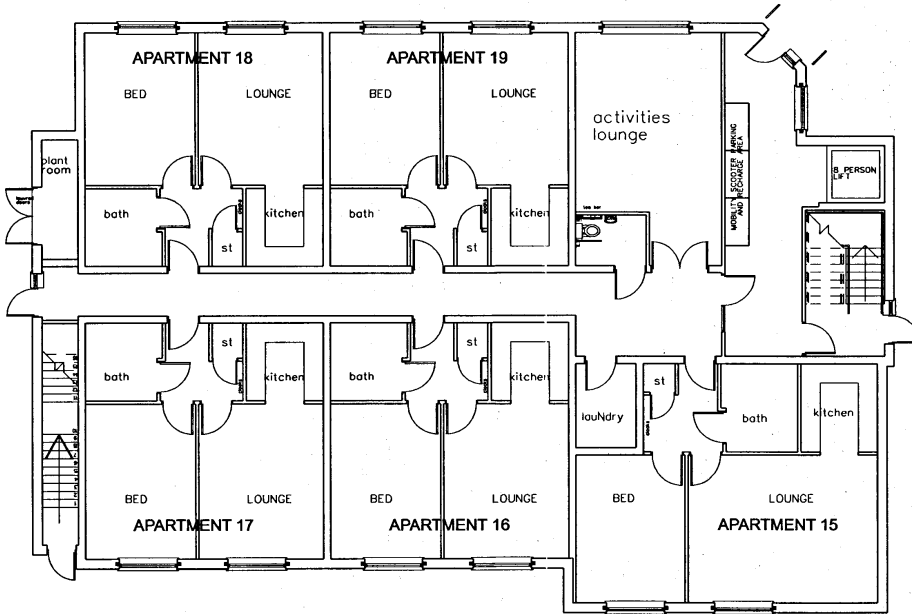 APARTMENT 18
APARTMENT 19
BED
LOUNGE
BED
LOUNGE
activities
lounge
MOBILITY SCOOTER PARKING
AND RECHARGE AREA
plant
room
8 PERSON
LIFT
bath
kitchen
bath
kitchen
st
st
st
st
st
bath
kitchen
bath
kitchen
laundry
bath
kitchen
BED
LOUNGE
BED
LOUNGE
BED
LOUNGE
APARTMENT 17
APARTMENT 16
APARTMENT 15